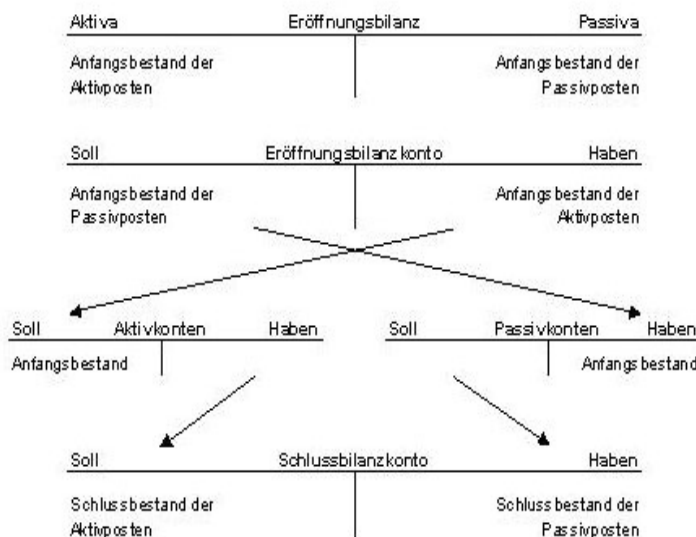 Aktiva Eröffnungsbilanz Passiva
Anfangsbestand der Anfangsbestand der
Aktivposten Passivposten
Soll Eröffnungsbilanzkonto Haben
Anfangsbestand der Anfangsbestand der
Passivposten Aktivposten
Soll Aktivkonten Haben Soll Passivkonten Haben
Anfangsbestand Anfangsbestand
Soll Schlussbilanzkonto Haben
Schlussbestand der Schlussbestand der
Aktivposten Passivposten